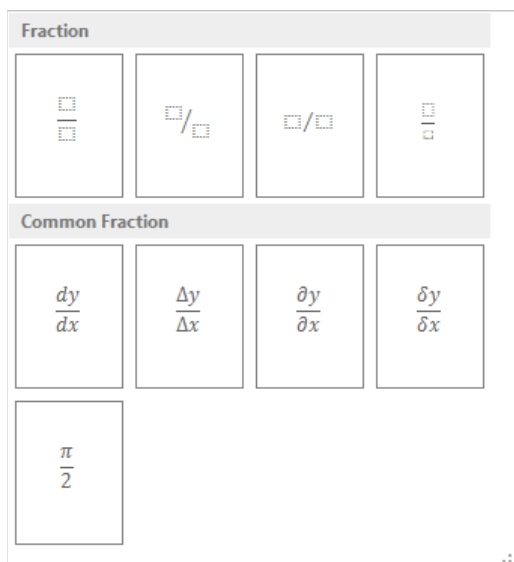 Fraction
□/□
Common Fraction
dy/dx Δy/Δx ∂y/∂x δy/δx
π/2